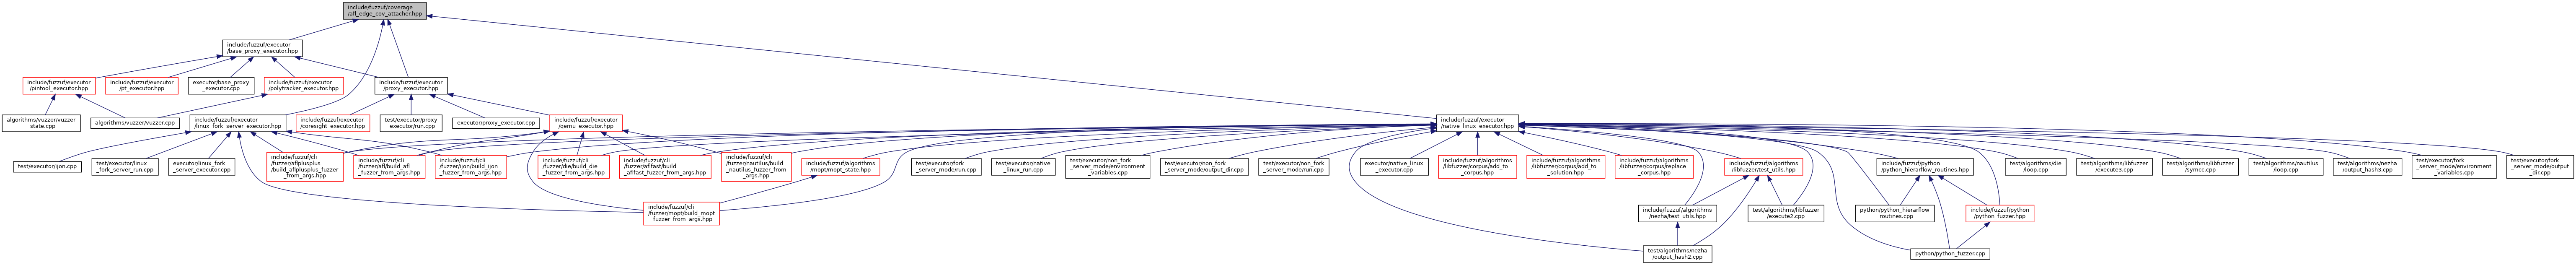 include/fuzzuf/coverage
/afl_edge_cov_attacher.hpp
include/fuzzuf/executor
/base_proxy_executor.hpp
include/fuzzuf/executor
/pintool_executor.hpp
include/fuzzuf/executor
/pt_executor.hpp
executor/base_proxy
_executor.cpp
include/fuzzuf/executor
/polytracker_executor.hpp
include/fuzzuf/executor
/proxy_executor.hpp
algorithms/vuzzer/vuzzer
_state.cpp
algorithms/vuzzer/vuzzer.cpp
include/fuzzuf/executor
/linux_fork_server_executor.hpp
include/fuzzuf/executor
/coresight_executor.hpp
test/executor/proxy
_executor/run.cpp
executor/proxy_executor.cpp
include/fuzzuf/executor
/qemu_executor.hpp
include/fuzzuf/executor
/native_linux_executor.hpp
test/executor/ijon.cpp
test/executor/linux
_fork_server_run.cpp
executor/linux_fork
_server_executor.cpp
include/fuzzuf/cli
/fuzzer/aflplusplus
/build_aflplusplus_fuzzer
_from_args.hpp
include/fuzzuf/cli
/fuzzer/afl/build_afl
_fuzzer_from_args.hpp
include/fuzzuf/cli
/fuzzer/ijon/build_ijon
_fuzzer_from_args.hpp
include/fuzzuf/cli
/fuzzer/die/build_die
_fuzzer_from_args.hpp
include/fuzzuf/cli
/fuzzer/aflfast/build
_aflfast_fuzzer_from_args.hpp
include/fuzzuf/cli
/fuzzer/nautilus/build
_nautilus_fuzzer_from
_args.hpp
include/fuzzuf/algorithms
/mopt/mopt_state.hpp
test/executor/fork
_server_mode/run.cpp
test/executor/native
_linux_run.cpp
test/executor/non_fork
_server_mode/environment
_variables.cpp
test/executor/non_fork
_server_mode/output_dir.cpp
test/executor/non_fork
_server_mode/run.cpp
executor/native_linux
_executor.cpp
include/fuzzuf/algorithms
/libfuzzer/corpus/add_to
_corpus.hpp
include/fuzzuf/algorithms
/libfuzzer/corpus/add_to
_solution.hpp
include/fuzzuf/algorithms
/libfuzzer/corpus/replace
_corpus.hpp
include/fuzzuf/algorithms
/libfuzzer/test_utils.hpp
include/fuzzuf/python
/python_hierarflow_routines.hpp
test/algorithms/die
/loop.cpp
test/algorithms/libfuzzer
/execute3.cpp
test/algorithms/libfuzzer
/symcc.cpp
test/algorithms/nautilus
/loop.cpp
test/algorithms/nezha
/output_hash3.cpp
test/executor/fork
_server_mode/environment
_variables.cpp
test/executor/fork
_server_mode/output
_dir.cpp
include/fuzzuf/cli
/fuzzer/mopt/build_mopt
_fuzzer_from_args.hpp
include/fuzzuf/algorithms
/nezha/test_utils.hpp
test/algorithms/libfuzzer
/execute2.cpp
python/python_hierarflow
_routines.cpp
include/fuzzuf/python
/python_fuzzer.hpp
test/algorithms/nezha
/output_hash2.cpp
python/python_fuzzer.cpp